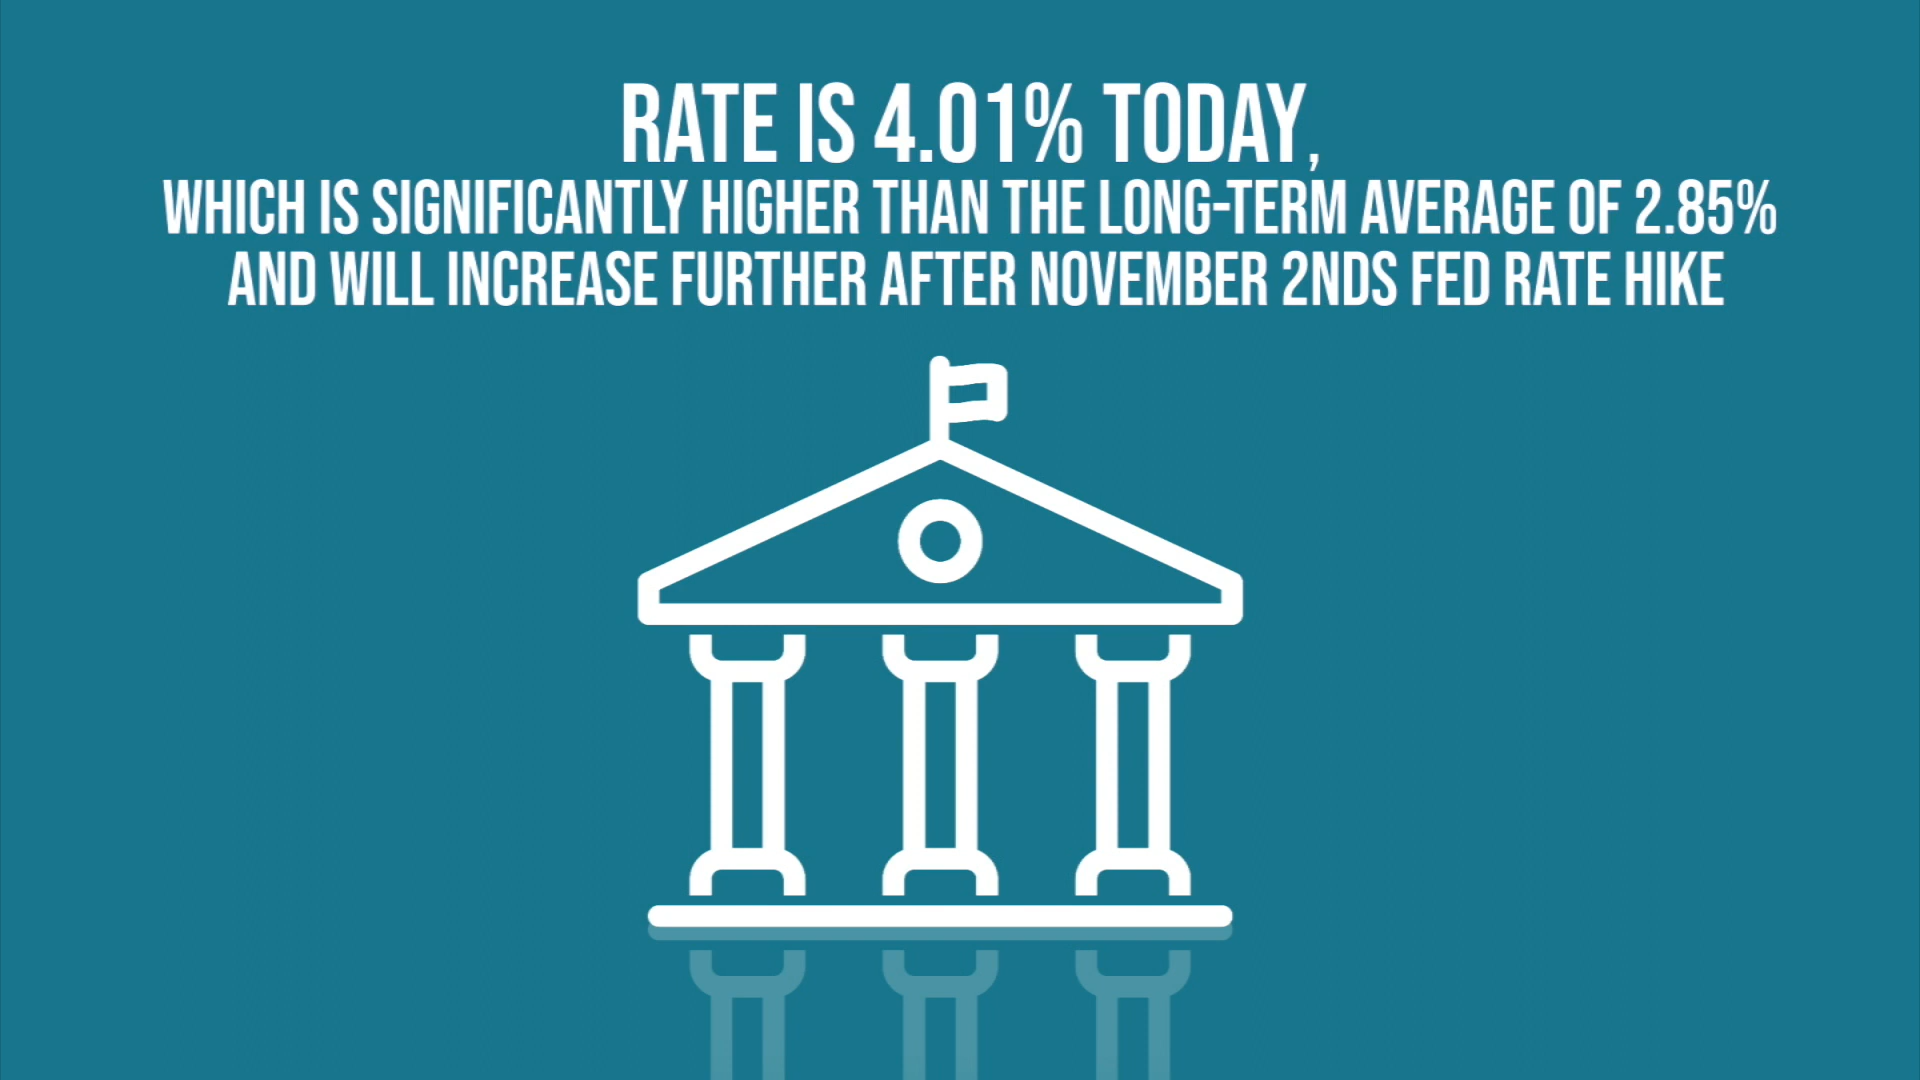 RATE IS 4.01% TODAY,
WHICH IS SIGNIFICANTLY HIGHER THAN THE LONG-TERM AVERAGE OF 2.85%
AND WILL INCREASE FURTHER AFTER NOVEMBER 2NDS FED RATE HIKE